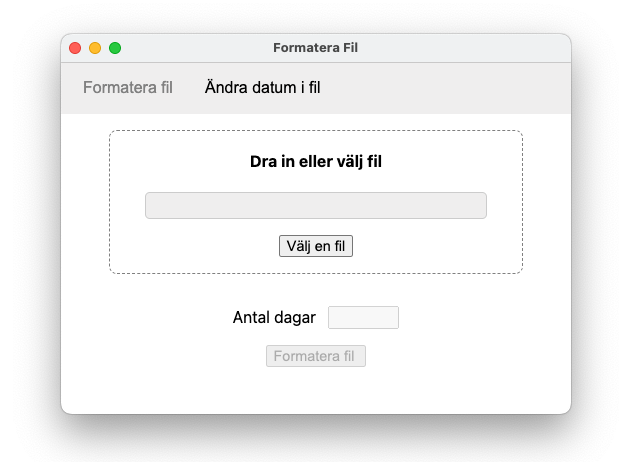 Formatera Fil
Formatera fil Ändra datum i fil
Dra in eller välj fil
Välj en fil
Antal dagar
Formatera fil